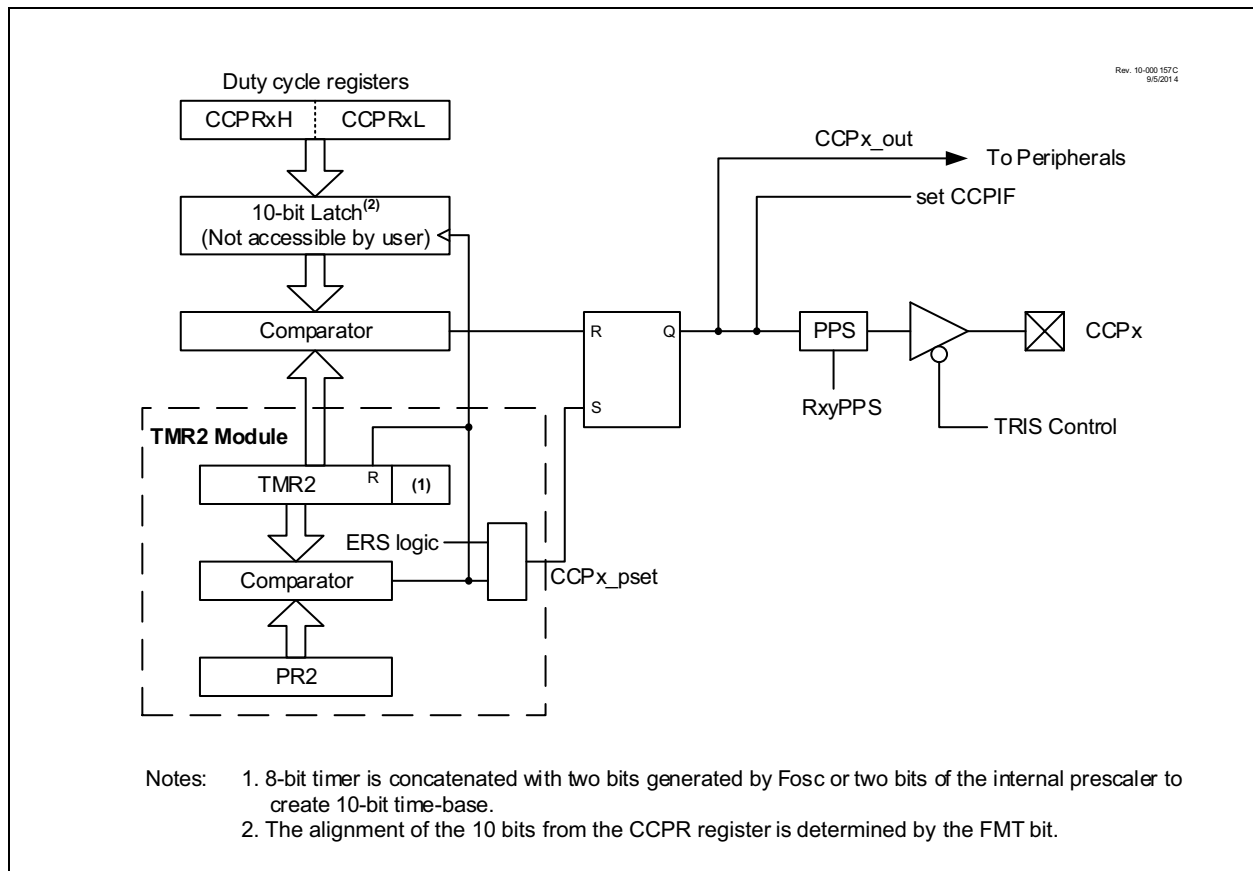 Rev. 10-000 157C
9/5/201 4
Duty cycle registers
CCPRxH CCPRxL
CCPx_out
To Peripherals
set CCPIF
10-bit Latch(2)
(Not accessible by user)
Comparator
R Q
S
PPS
CCPx
RxyPPS
TRIS Control
TMR2 Module
TMR2 R (1)
ERS logic
CCPx_pset
Comparator
PR2
Notes: 1. 8-bit timer is concatenated with two bits generated by Fosc or two bits of the internal prescaler to
create 10-bit time-base.
2. The alignment of the 10 bits from the CCPR register is determined by the FMT bit.